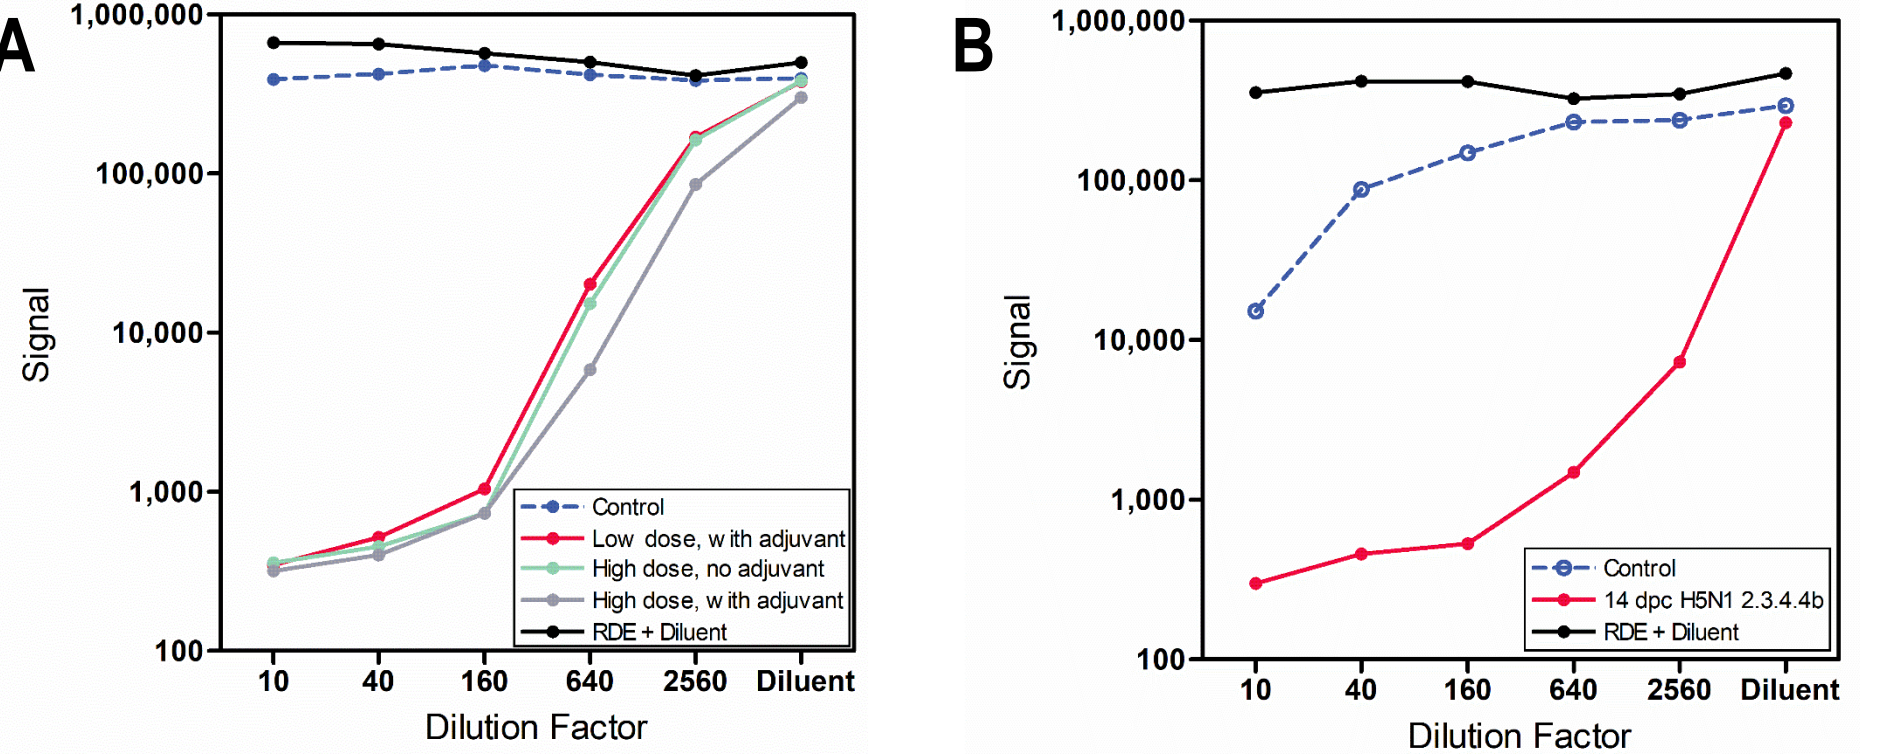 A
1,000,000
100,000
10,000
1,000
100
Signal
Control
Low dose, with adjuvant
High dose, no adjuvant
High dose, with adjuvant
RDE + Diluent
10 40 160 640 2560 Diluent
Dilution Factor
B
1,000,000
100,000
10,000
1,000
100
Signal
Control
14 dpc H5N1 2.3.4.4b
RDE + Diluent
10 40 160 640 2560 Diluent
Dilution Factor